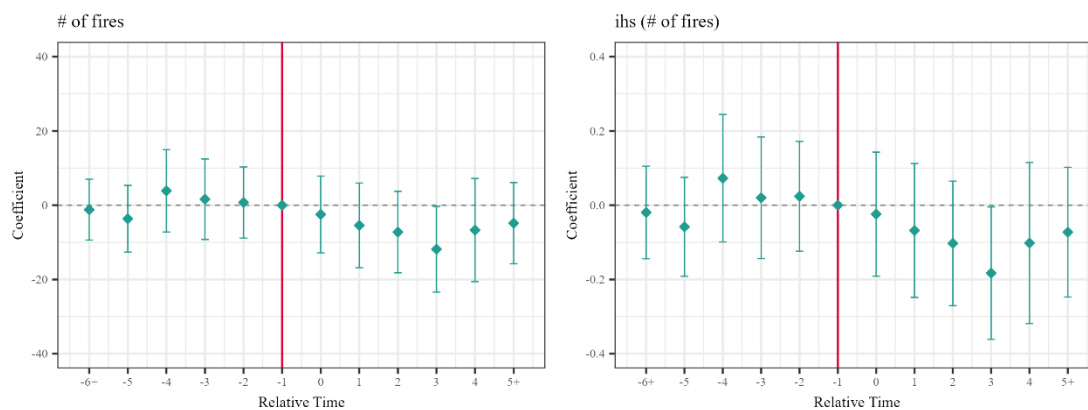 # of fires
40
20
0
-20
-40
Coefficient
-6+ -5 -4 -3 -2 -1 0 1 2 3 4 5+
Relative Time
ihs (# of fires)
0.4
0.2
0.0
-0.2
-0.4
Coefficient
-6+ -5 -4 -3 -2 -1 0 1 2 3 4 5+
Relative Time